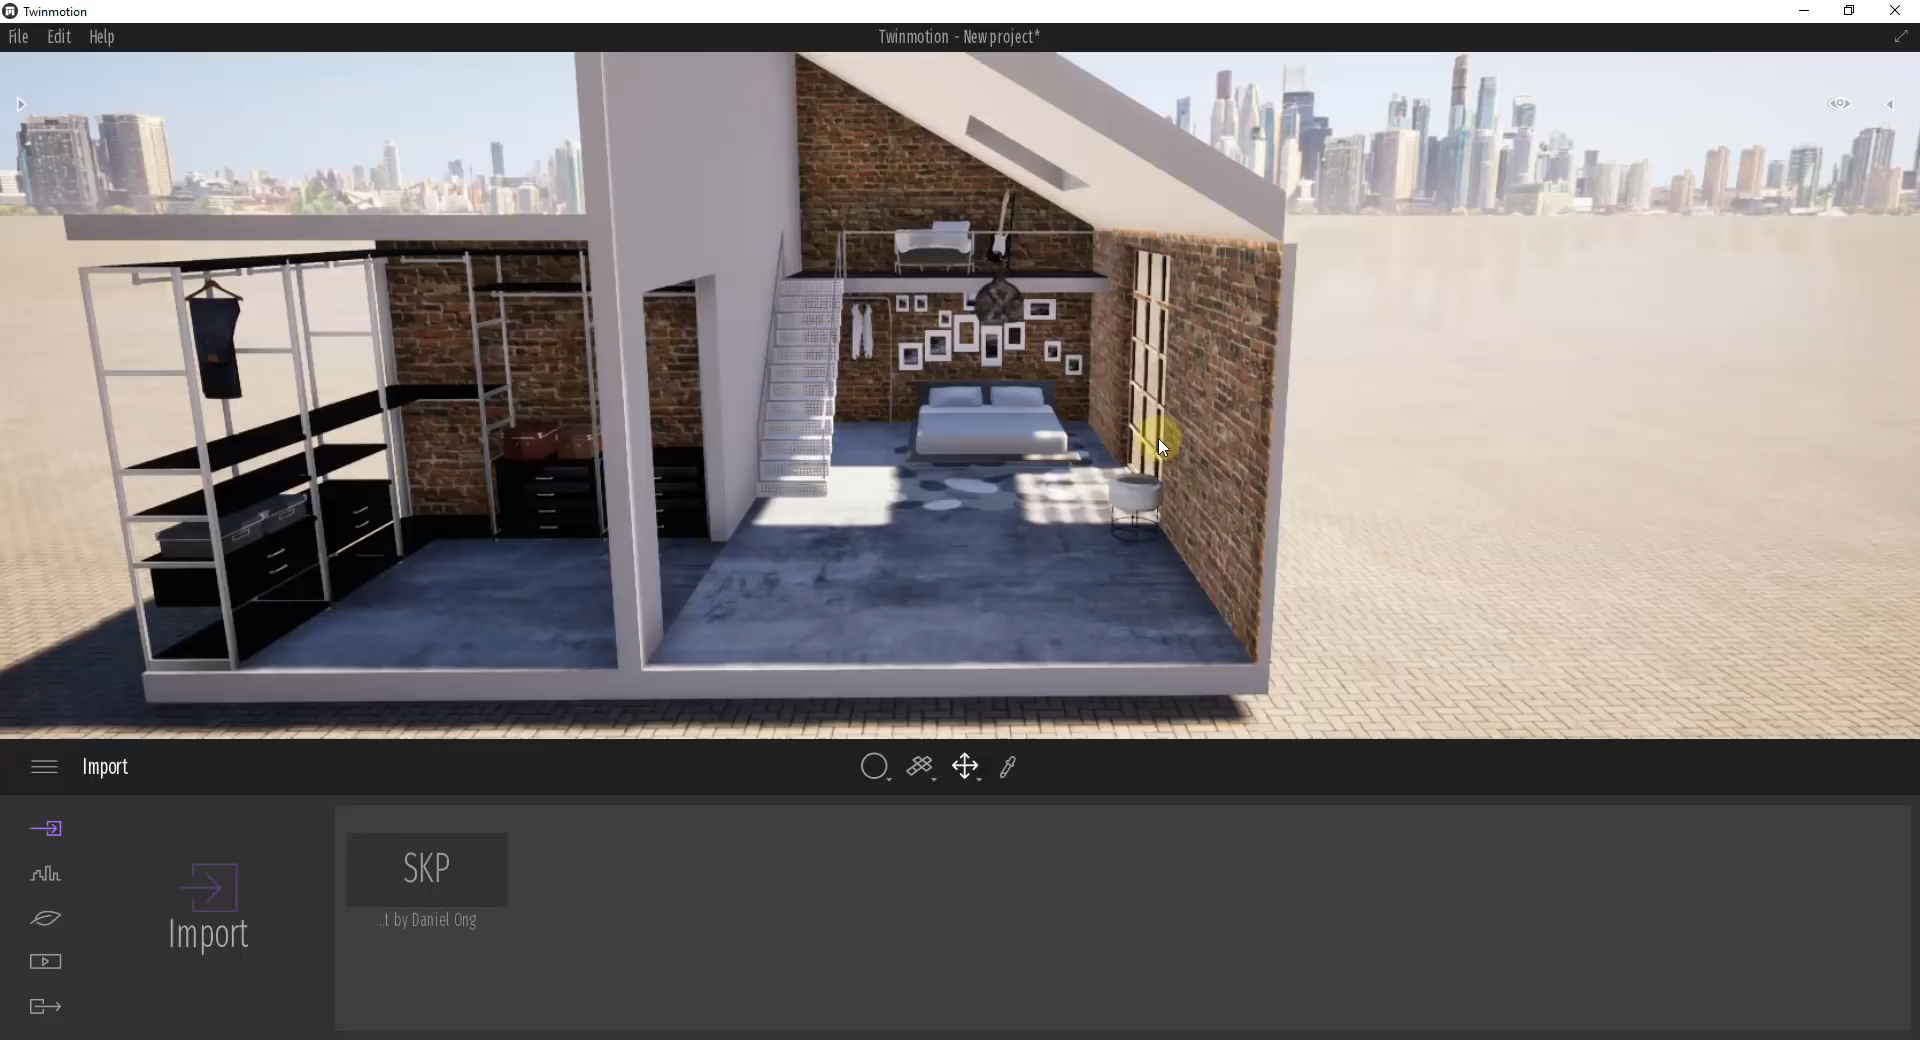 Twinmotion
File Edit Help
Twinmotion - New project*
Import
Import
SKP
...t by Daniel Ong